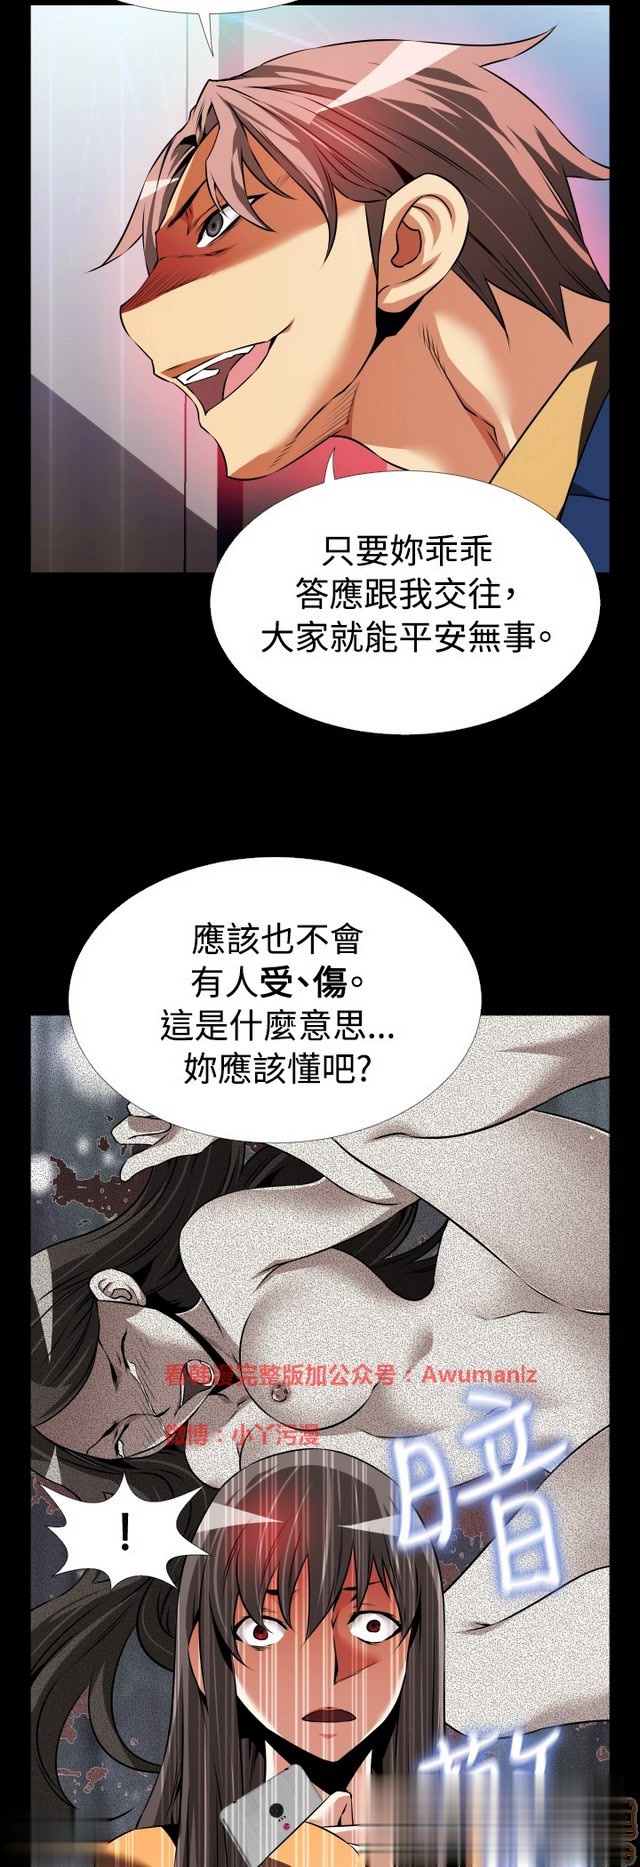 只要妳乖乖
答應跟我交往，
大家就能平安無事。
應該也不會
有人受、傷。
這是什麼意思...
妳應該懂吧？
看韩漫完整版加公众号：Awumanlz
微博：小丫污漫
！
暗